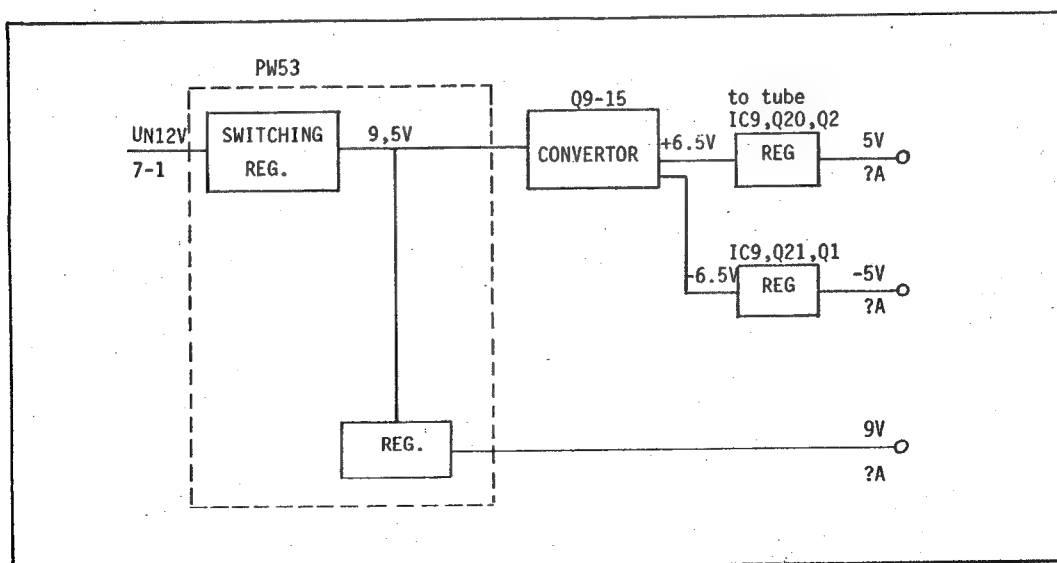 PW53
UN12V
7-1
SWITCHING
REG.
9,5V
Q9-15
CONVERTOR
+6.5V
to tube
IC9,Q20,Q2
REG
5V
?A
-6.5V
IC9,Q21,Q1
REG
-5V
?A
REG.
9V
?A